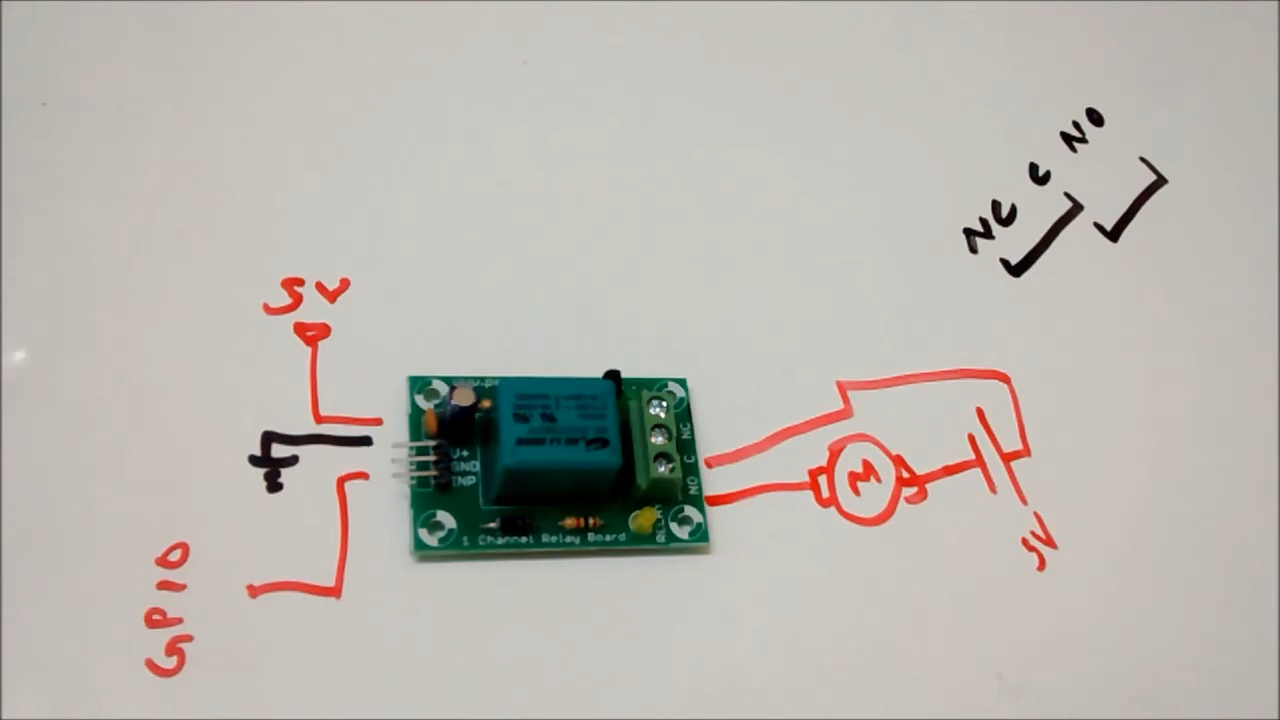 NC C NO
5V
V+
GND
INP
GPIO
NC
C
NO
RELAY
M
5V
1 Channel Relay Board